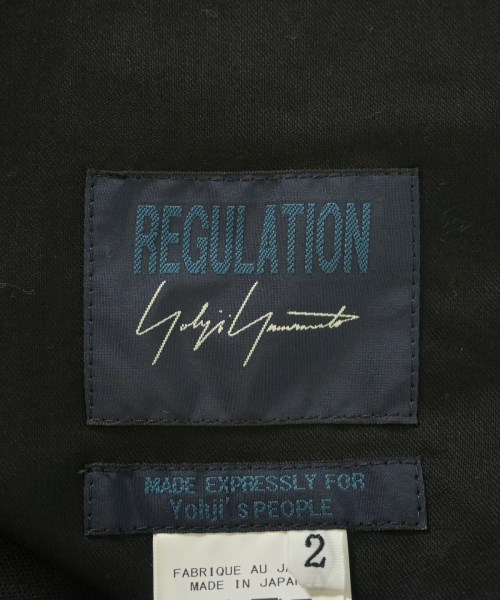 REGULATION
Yohji Yamamoto
MADE EXPRESSLY FOR
Yohji's PEOPLE
2
FABRIQUE AU JA
MADE IN JAPAN